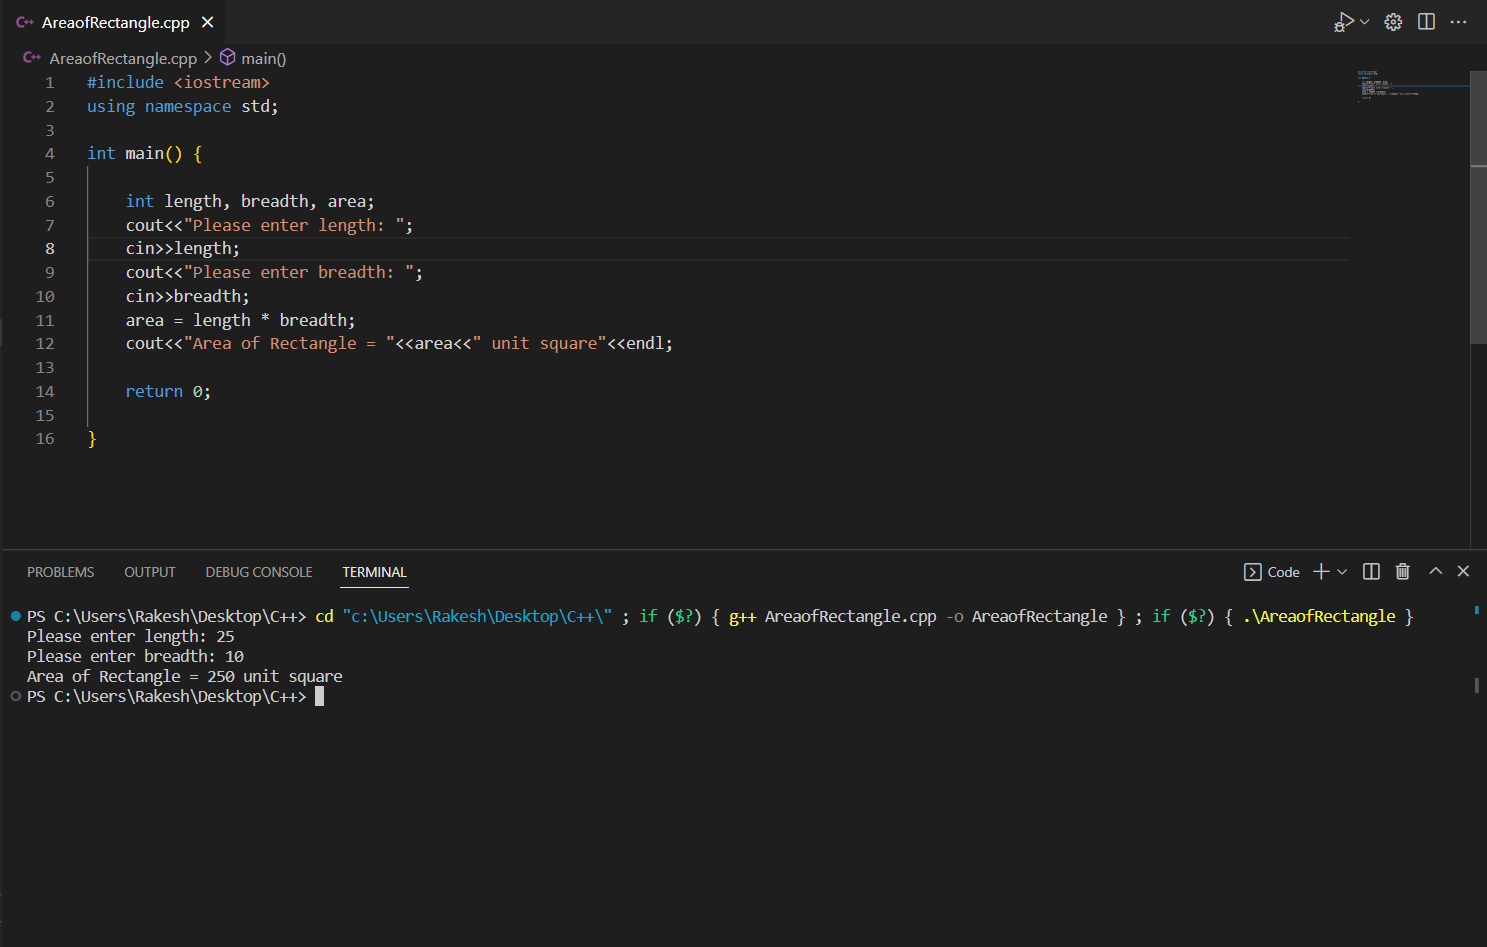 C++ AreaofRectangle.cpp
C++ AreaofRectangle.cpp > main()
1 #include <iostream>
2 using namespace std;
3
4 int main() {
5
6 int length, breadth, area;
7 cout<<"Please enter length: ";
8 cin>>length;
9 cout<<"Please enter breadth: ";
10 cin>>breadth;
11 area = length * breadth;
12 cout<<"Area of Rectangle = "<<area<<" unit square"<<endl;
13
14 return 0;
15
16 }
PROBLEMS OUTPUT DEBUG CONSOLE TERMINAL Code
PS C:\Users\Rakesh\Desktop\C++> cd "c:\Users\Rakesh\Desktop\C++\" ; if ($?) { g++ AreaofRectangle.cpp -o AreaofRectangle } ; if ($?) { .\AreaofRectangle }
Please enter length: 25
Please enter breadth: 10
Area of Rectangle = 250 unit square
PS C:\Users\Rakesh\Desktop\C++>